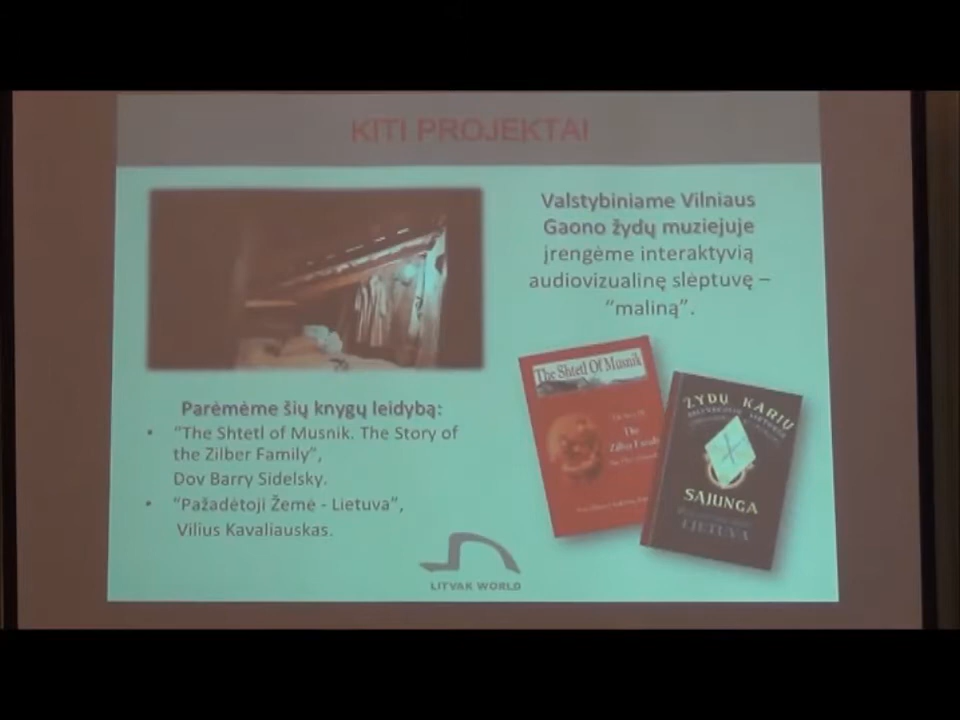 KITI PROJEKTAI
Valstybiniame Vilniaus
Gaono žydų muziejuje
įrengėme interaktyvią
audiovizualinę slėptuvę –
"maliną".
Parėmėme šių knygų leidybą:
• "The Shtetl of Musnik. The Story of
the Zilber Family",
Dov Barry Sidelsky.
• "Pažadėtoji Žemė - Lietuva",
Vilius Kavaliauskas.
The Shtetl Of Musnik
The
Zilber Family
ŽYDŲ KARIŲ
SĄJUNGA
LIETUVA
LITVAK WORLD